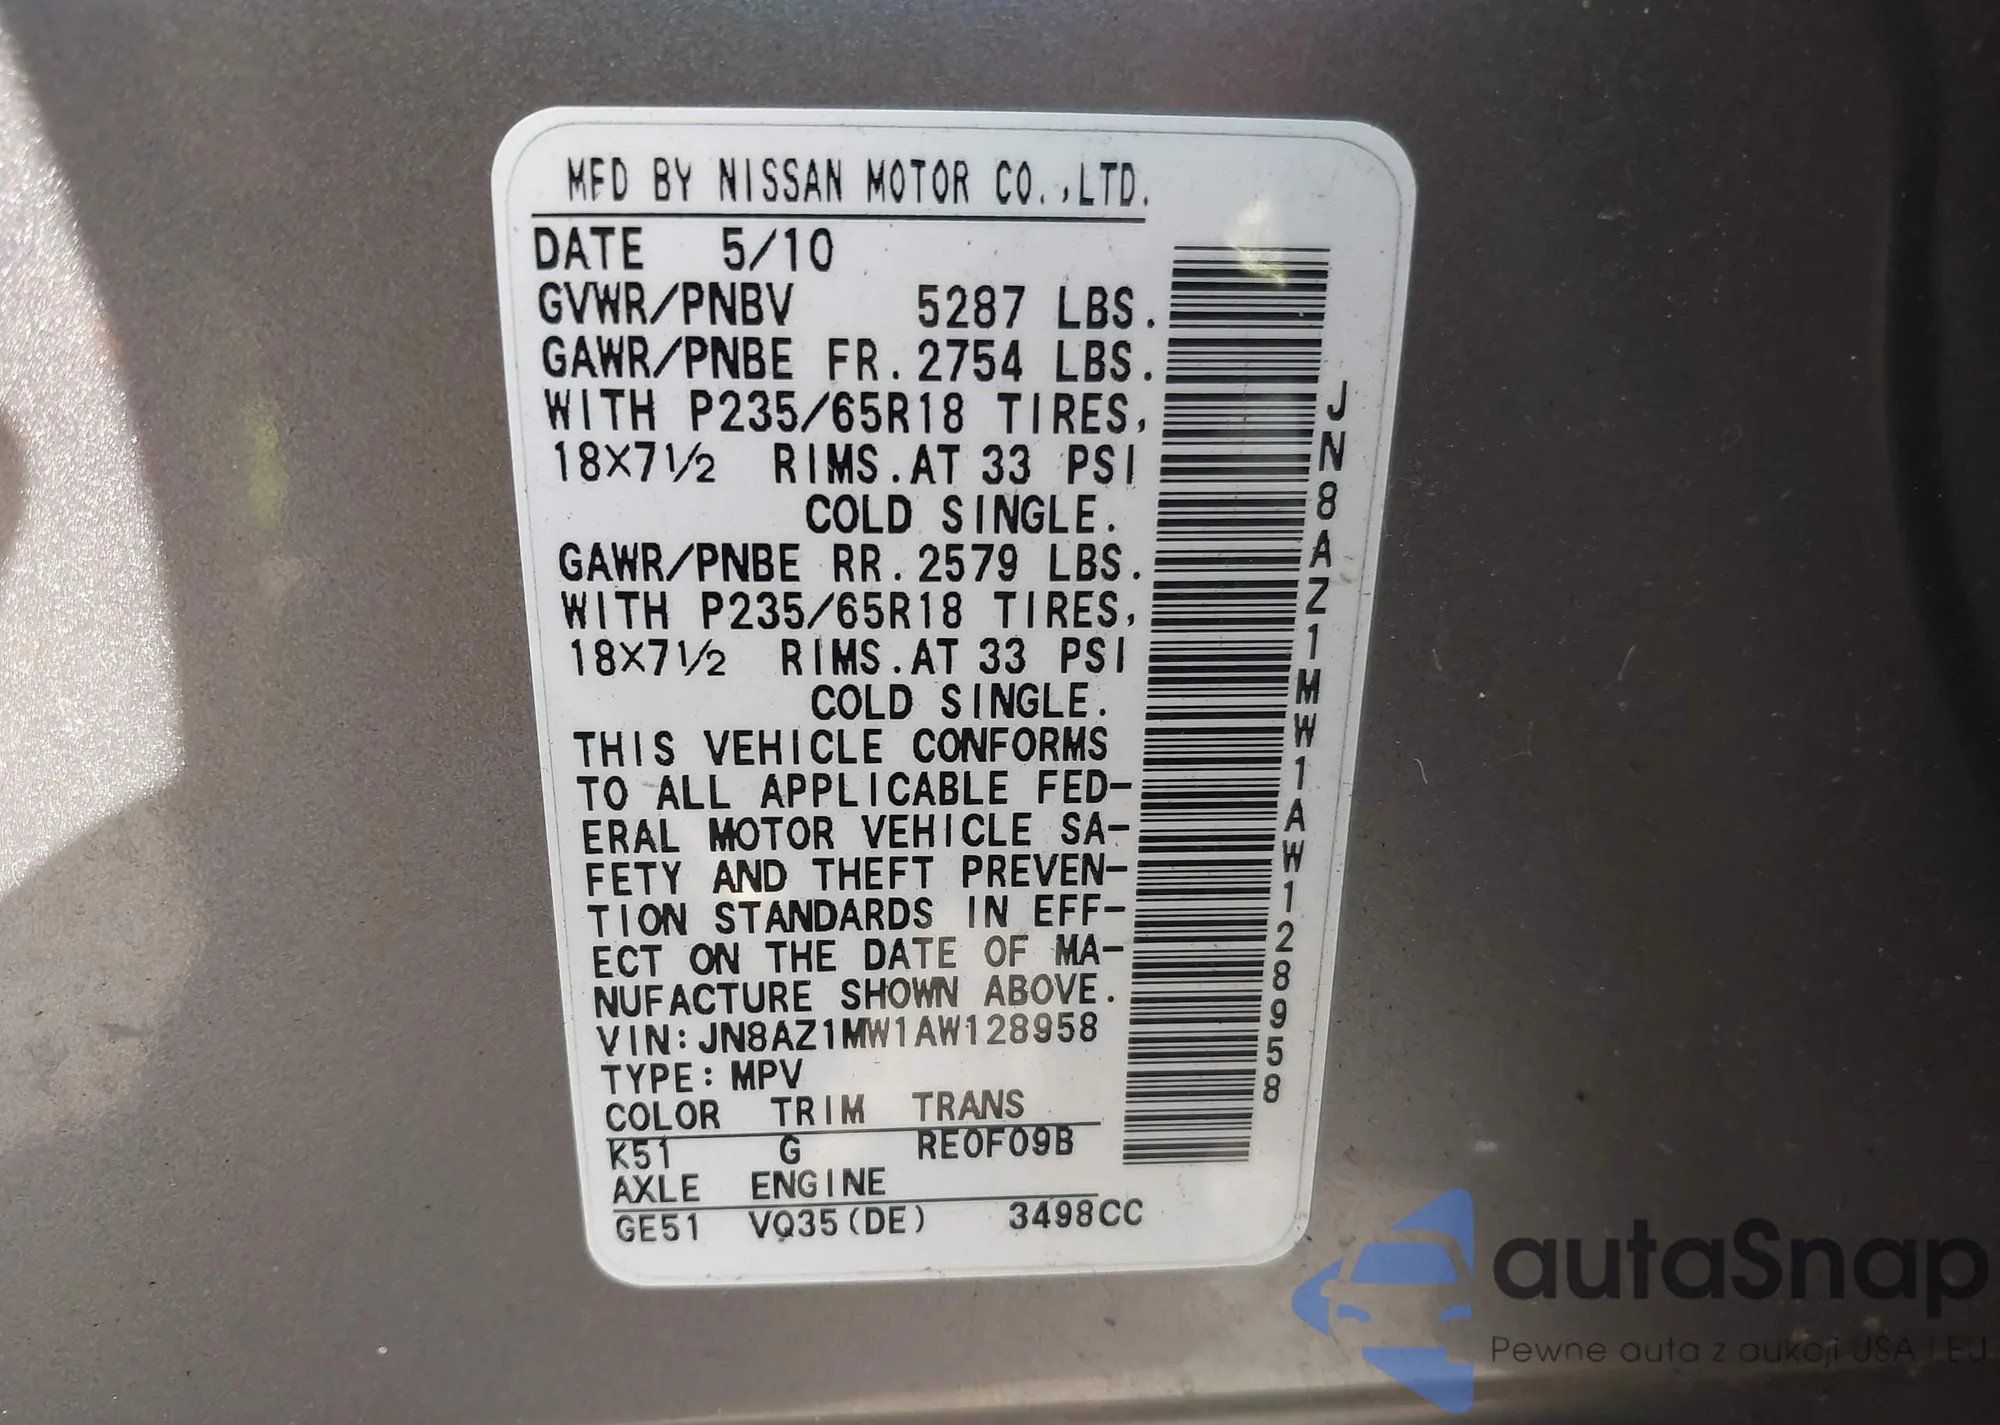 MFD BY NISSAN MOTOR CO.,LTD.
DATE 5/10
GVWR/PNBV 5287 LBS.
GAWR/PNBE FR. 2754 LBS.
WITH P235/65R18 TIRES,
18×7½ RIMS.AT 33 PSI
COLD SINGLE.
GAWR/PNBE RR. 2579 LBS.
WITH P235/65R18 TIRES,
18×7½ RIMS.AT 33 PSI
COLD SINGLE.
THIS VEHICLE CONFORMS
TO ALL APPLICABLE FED-
ERAL MOTOR VEHICLE SA-
FETY AND THEFT PREVEN-
TION STANDARDS IN EFF-
ECT ON THE DATE OF MA-
NUFACTURE SHOWN ABOVE.
VIN:JN8AZ1MW1AW128958
TYPE:MPV
COLOR TRIM TRANS
K51 G RE0F09B
AXLE ENGINE
GE51 VQ35(DE) 3498CC
JN8AZ1MW1AW128958
autaSnap
Pewne auta z aukcji USA i EU